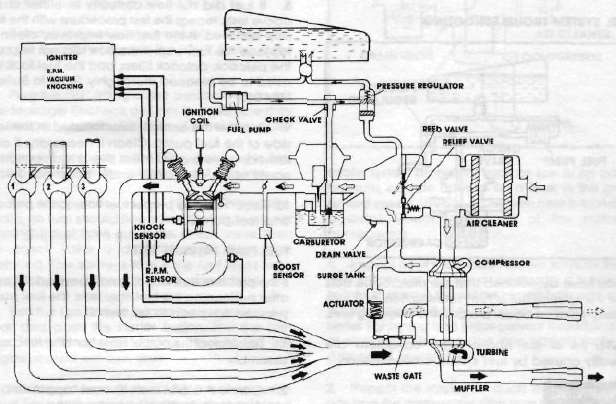 IGNITER
R.P.M.
VACUUM
KNOCKING
IGNITION
COIL
FUEL PUMP
CHECK VALVE
PRESSURE REGULATOR
REED VALVE
RELIEF VALVE
AIR CLEANER
1
2
3
KNOCK
SENSOR
R.P.M.
SENSOR
BOOST
SENSOR
CARBURETOR
DRAIN VALVE
SURGE TANK
COMPRESSOR
ACTUATOR
WASTE GATE
TURBINE
MUFFLER